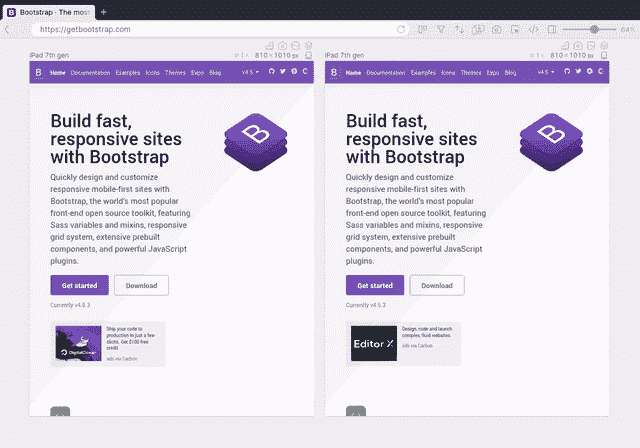 Bootstrap · The most
https://getbootstrap.com
64%
iPad 7th gen
1×
810×1010 px
B
Home Documentation Examples Icons Themes Expo Blog
v4.5
Build fast,
responsive sites
with Bootstrap
B
Quickly design and customize
responsive mobile-first sites with
Bootstrap, the world's most popular
front-end open source toolkit, featuring
Sass variables and mixins, responsive
grid system, extensive prebuilt
components, and powerful JavaScript
plugins.
Get started
Download
Currently v4.5.3
DigitalOcean
Ship your code to
production in just a few
clicks. Get $100 free
credit
ads via Carbon
iPad 7th gen
1×
810×1010 px
B
Home Documentation Examples Icons Themes Expo Blog
v4.5
Build fast,
responsive sites
with Bootstrap
B
Quickly design and customize
responsive mobile-first sites with
Bootstrap, the world's most popular
front-end open source toolkit, featuring
Sass variables and mixins, responsive
grid system, extensive prebuilt
components, and powerful JavaScript
plugins.
Get started
Download
Currently v4.5.3
Editor X
Design, code and launch
complex, fluid websites
ads via Carbon